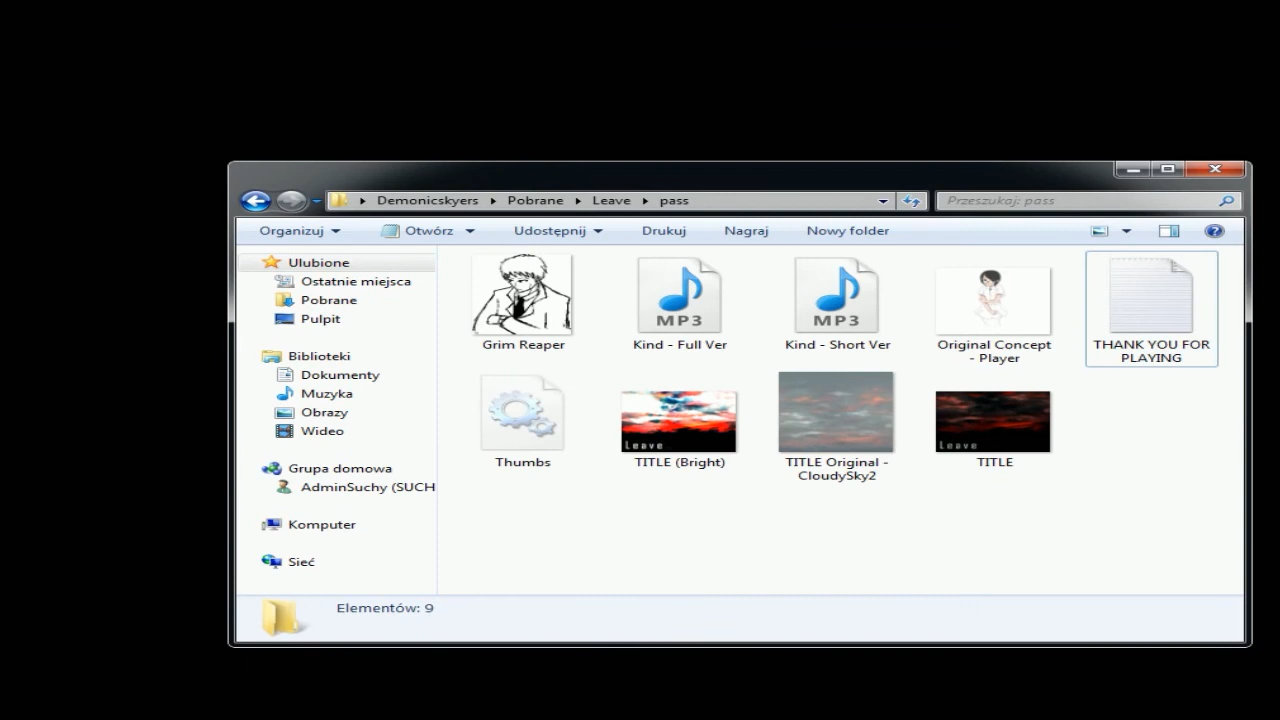 Demonicskyers Pobrane Leave pass
Przeszukaj: pass
Organizuj Otwórz Udostępnij Drukuj Nagraj Nowy folder
Ulubione
Ostatnie miejsca
Pobrane
Pulpit
Biblioteki
Dokumenty
Muzyka
Obrazy
Wideo
Grupa domowa
AdminSuchy (SUCH
Komputer
Sieć
Grim Reaper
MP3
Kind - Full Ver
MP3
Kind - Short Ver
Original Concept
- Player
THANK YOU FOR
PLAYING
Thumbs
Leave
TITLE (Bright)
TITLE Original -
CloudySky2
Leave
TITLE
Elementów: 9